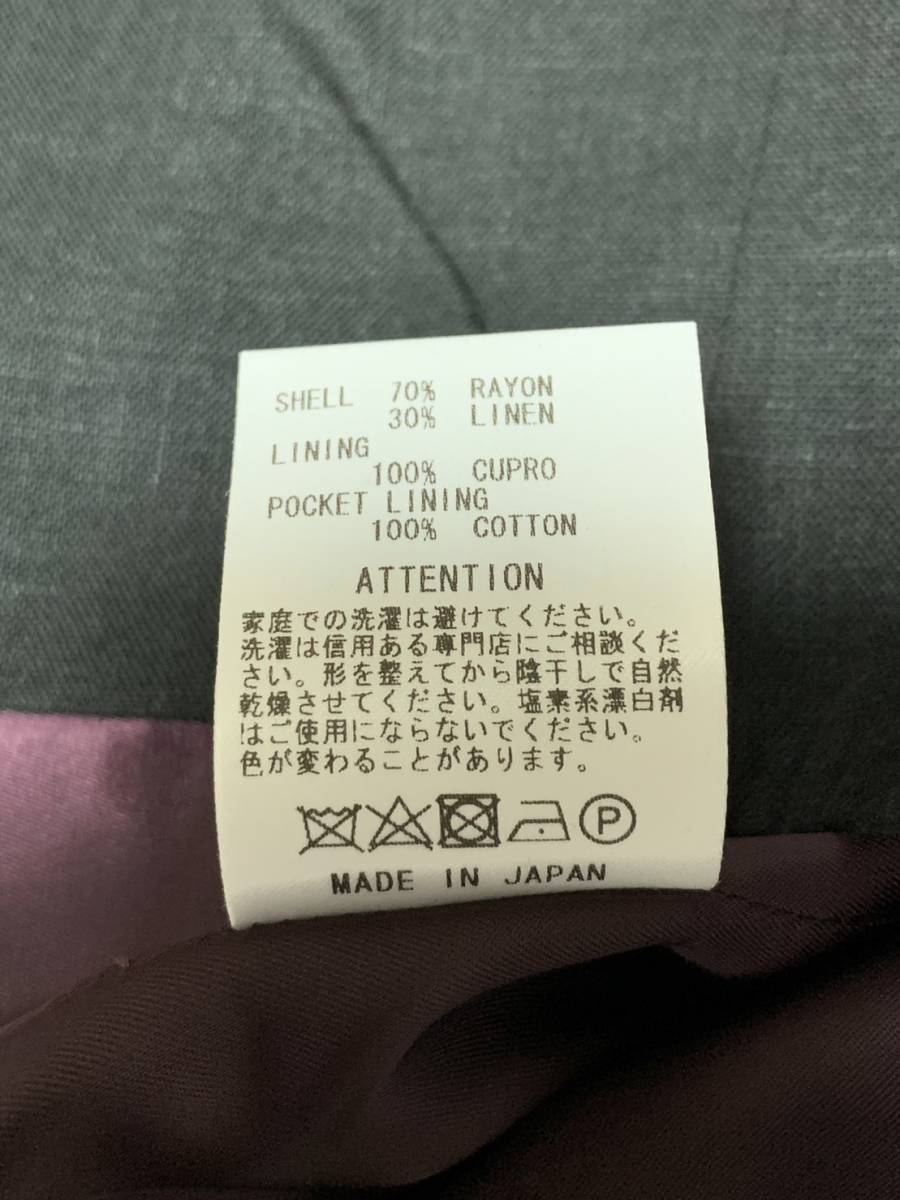 SHELL 70% RAYON
30% LINEN
LINING
100% CUPRO
POCKET LINING
100% COTTON
ATTENTION
家庭での洗濯は避けてください。
洗濯は信用ある専門店にご相談くだ
さい。形を整えてから陰干しで自然
乾燥させてください。塩素系漂白剤
はご使用にならないでください。
色が変わることがあります。
P
MADE IN JAPAN